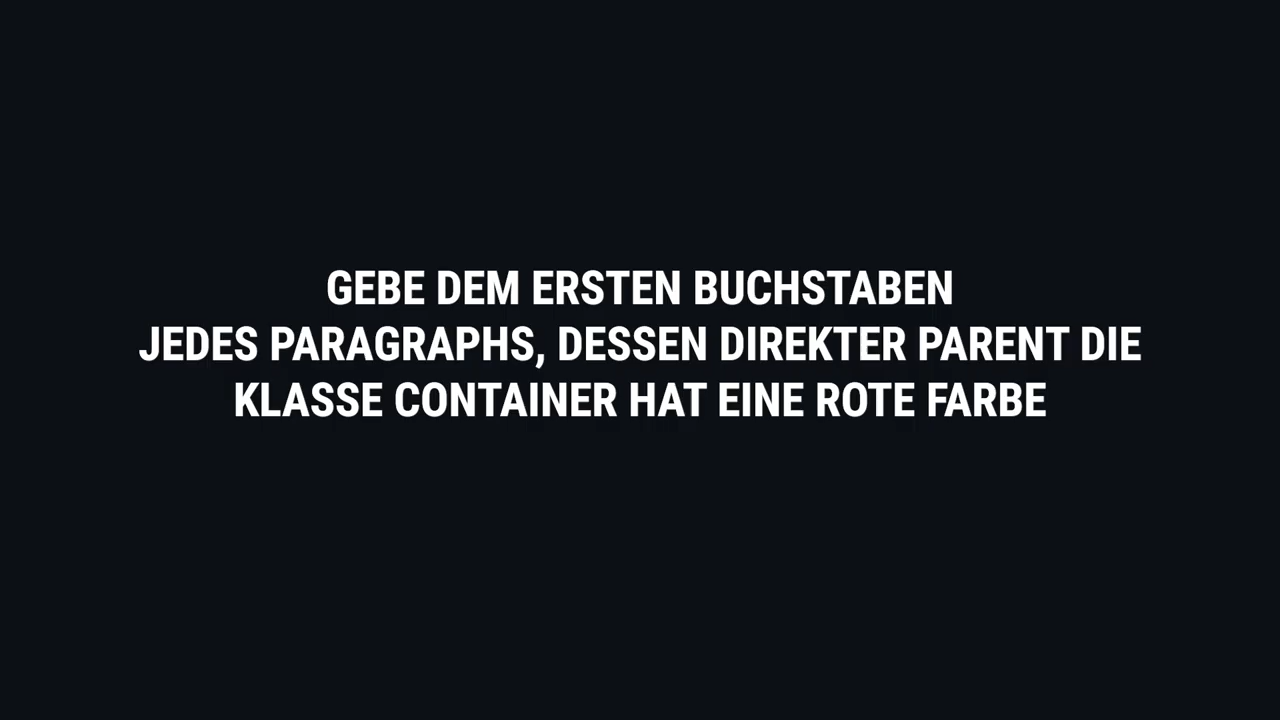 GEBE DEM ERSTEN BUCHSTABEN
JEDES PARAGRAPHS, DESSEN DIREKTER PARENT DIE
KLASSE CONTAINER HAT EINE ROTE FARBE